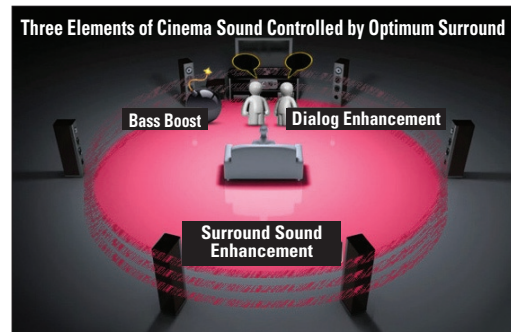 Three Elements of Cinema Sound Controlled by Optimum Surround
Bass Boost
Dialog Enhancement
Surround Sound
Enhancement